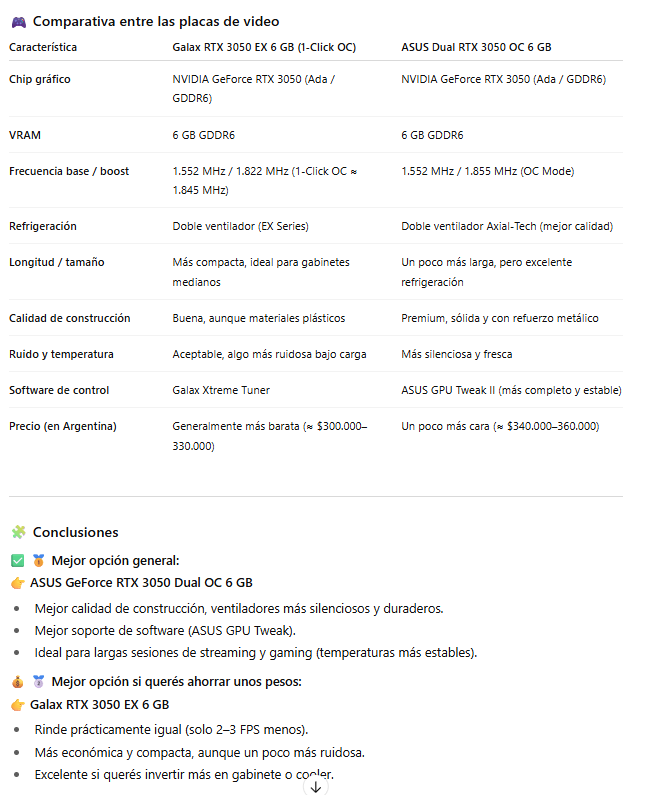 🎮 Comparativa entre las placas de video
Característica Galax RTX 3050 EX 6 GB (1-Click OC) ASUS Dual RTX 3050 OC 6 GB
Chip gráfico NVIDIA GeForce RTX 3050 (Ada / NVIDIA GeForce RTX 3050 (Ada / GDDR6)
GDDR6)
VRAM 6 GB GDDR6 6 GB GDDR6
Frecuencia base / boost 1.552 MHz / 1.822 MHz (1-Click OC ≈ 1.552 MHz / 1.855 MHz (OC Mode)
1.845 MHz)
Refrigeración Doble ventilador (EX Series) Doble ventilador Axial-Tech (mejor calidad)
Longitud / tamaño Más compacta, ideal para gabinetes Un poco más larga, pero excelente
medianos refrigeración
Calidad de construcción Buena, aunque materiales plásticos Premium, sólida y con refuerzo metálico
Ruido y temperatura Aceptable, algo más ruidosa bajo carga Más silenciosa y fresca
Software de control Galax Xtreme Tuner ASUS GPU Tweak II (más completo y estable)
Precio (en Argentina) Generalmente más barata (≈ $300.000– Un poco más cara (≈ $340.000–360.000)
330.000)
🧩 Conclusiones
✅ 🥇 Mejor opción general:
👉 ASUS GeForce RTX 3050 Dual OC 6 GB
• Mejor calidad de construcción, ventiladores más silenciosos y duraderos.
• Mejor soporte de software (ASUS GPU Tweak).
• Ideal para largas sesiones de streaming y gaming (temperaturas más estables).
💰 🥈 Mejor opción si querés ahorrar unos pesos:
👉 Galax RTX 3050 EX 6 GB
• Rinde prácticamente igual (solo 2–3 FPS menos).
• Más económica y compacta, aunque un poco más ruidosa.
• Excelente si querés invertir más en gabinete o cooler.